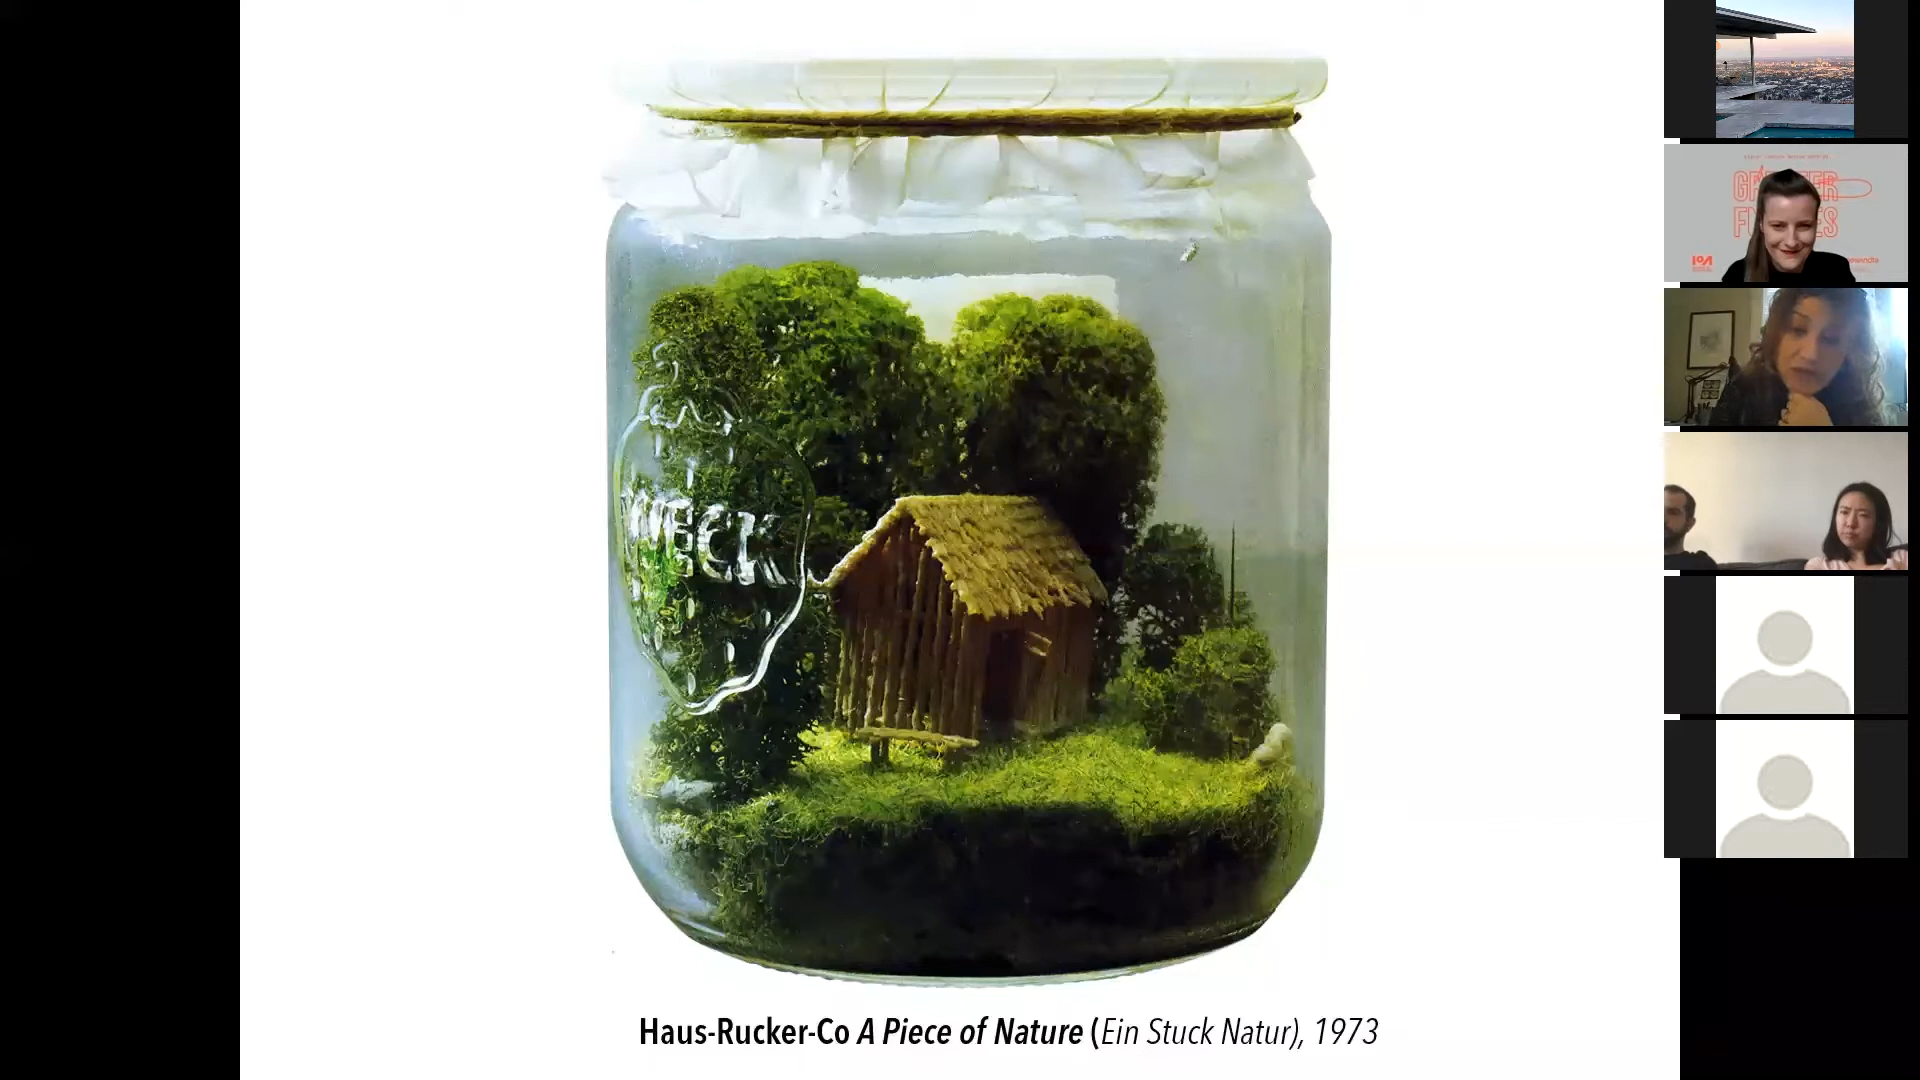 WECK
Haus-Rucker-Co A Piece of Nature (Ein Stuck Natur), 1973